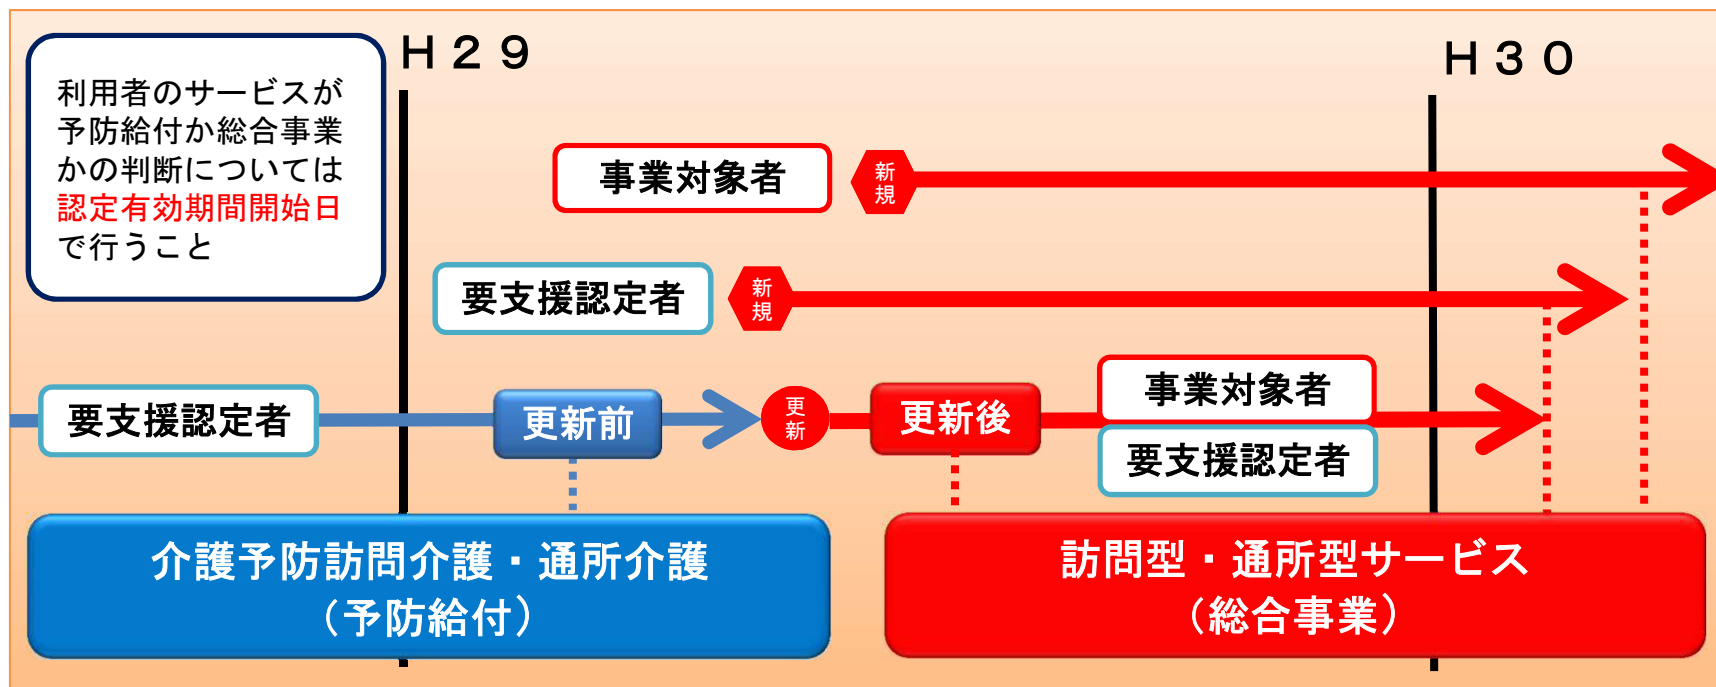 H29
H30
利用者のサービスが
予防給付か総合事業
かの判断については
認定有効期間開始日
で行うこと
事業対象者
新
規
要支援認定者
新
規
要支援認定者
更新前
更
新
更新後
事業対象者
要支援認定者
介護予防訪問介護・通所介護
（予防給付）
訪問型・通所型サービス
（総合事業）